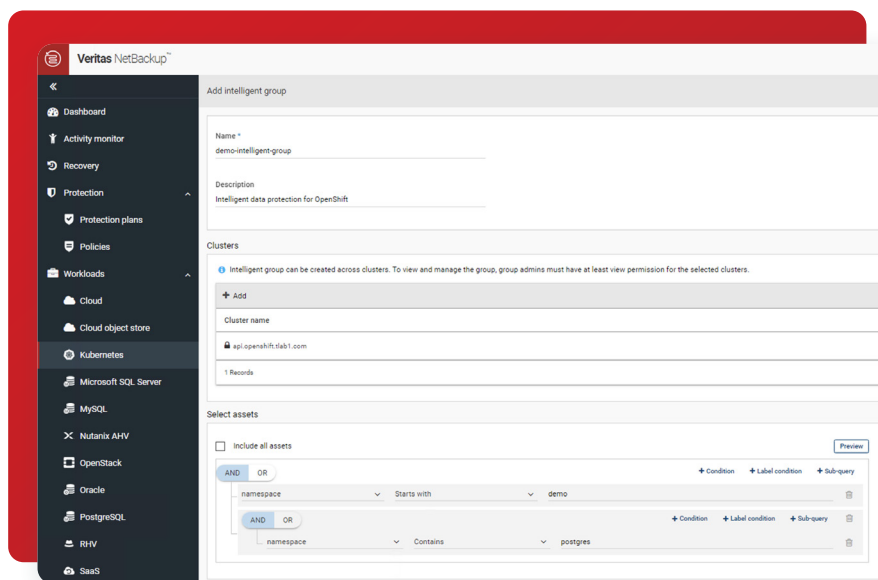 Veritas NetBackup™
Add intelligent group
Dashboard
Activity monitor
Recovery
Protection
Protection plans
Policies
Workloads
Cloud
Cloud object store
Kubernetes
Microsoft SQL Server
MySQL
Nutanix AHV
OpenStack
Oracle
PostgreSQL
RHV
SaaS
Name *
demo-intelligent-group
Description
Intelligent data protection for OpenShift
Clusters
Intelligent group can be created across clusters. To view and manage the group, group admins must have at least view permission for the selected clusters.
+ Add
Cluster name
api.openshift.tlab1.com
1 Records
Select assets
Include all assets
Preview
AND OR + Condition + Label condition + Sub-query
namespace Starts with demo
AND OR + Condition + Label condition + Sub-query
namespace Contains postgres